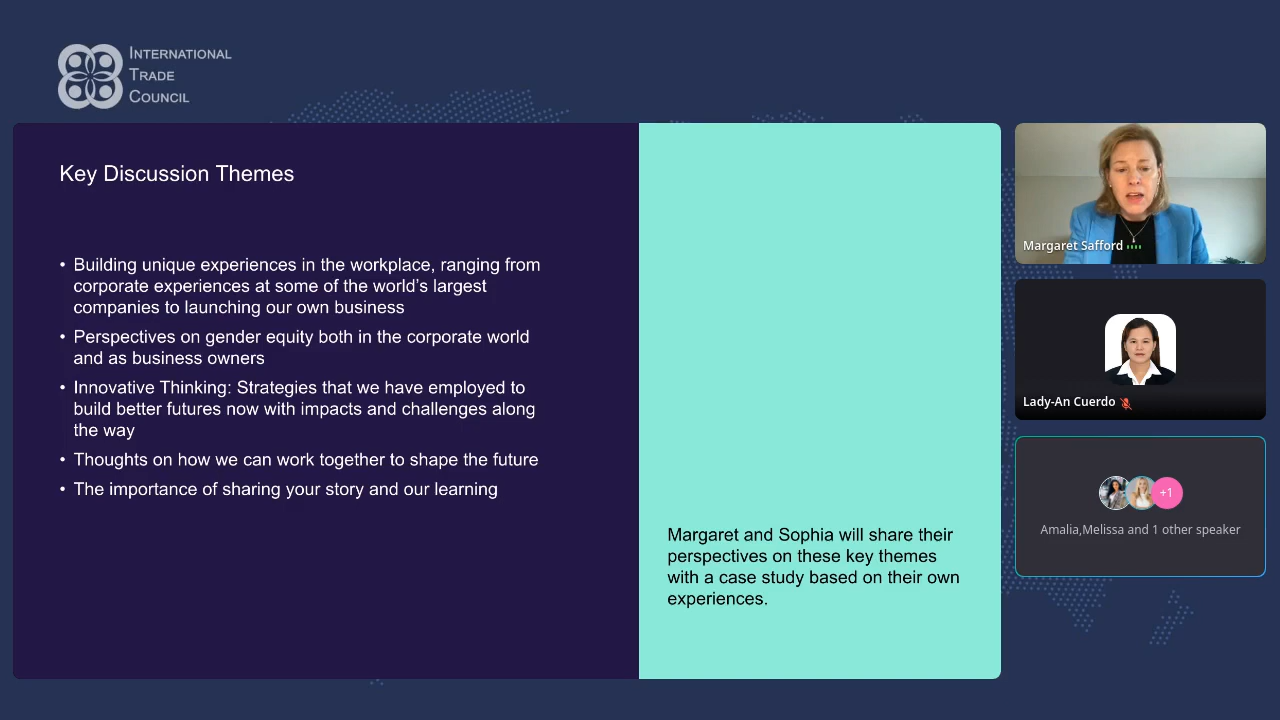 INTERNATIONAL
TRADE
COUNCIL
Key Discussion Themes
• Building unique experiences in the workplace, ranging from
corporate experiences at some of the world's largest
companies to launching our own business
• Perspectives on gender equity both in the corporate world
and as business owners
• Innovative Thinking: Strategies that we have employed to
build better futures now with impacts and challenges along
the way
• Thoughts on how we can work together to shape the future
• The importance of sharing your story and our learning
Margaret and Sophia will share their
perspectives on these key themes
with a case study based on their own
experiences.
Margaret Safford
Lady-An Cuerdo
+1
Amalia,Melissa and 1 other speaker